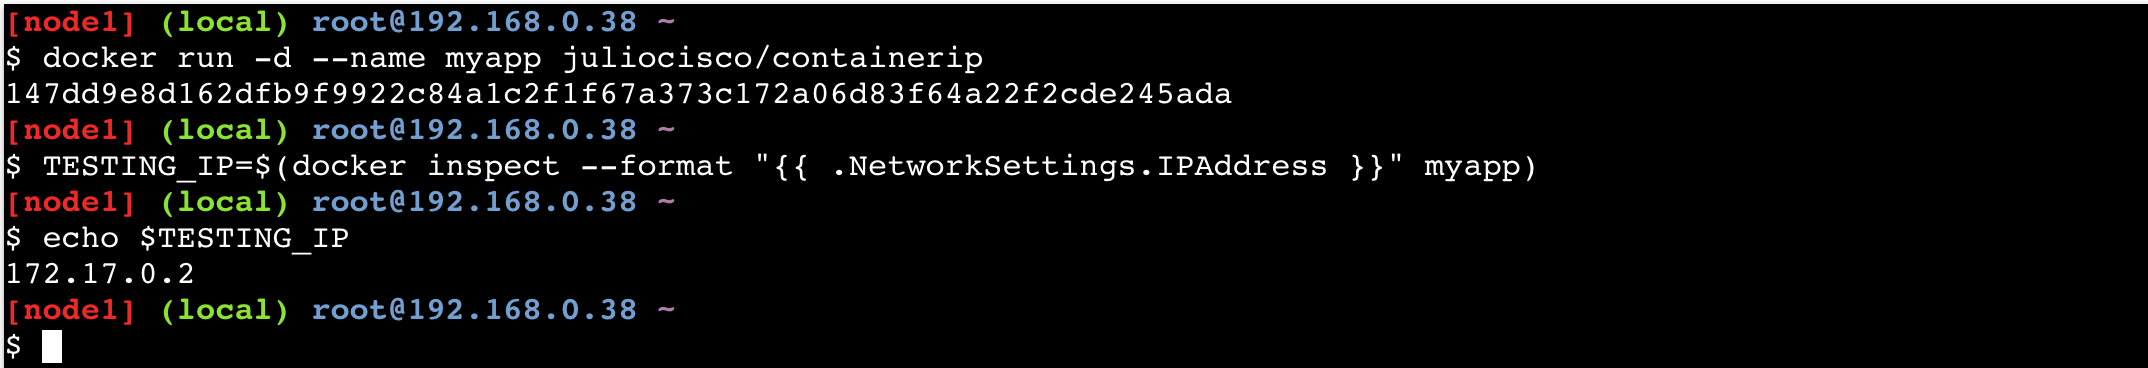 [node1] (local) root@192.168.0.38 ~
$ docker run -d --name myapp juliocisco/containerip
147dd9e8d162dfb9f9922c84a1c2f1f67a373c172a06d83f64a22f2cde245ada
[node1] (local) root@192.168.0.38 ~
$ TESTING_IP=$(docker inspect --format "{{ .NetworkSettings.IPAddress }}" myapp)
[node1] (local) root@192.168.0.38 ~
$ echo $TESTING_IP
172.17.0.2
[node1] (local) root@192.168.0.38 ~
$